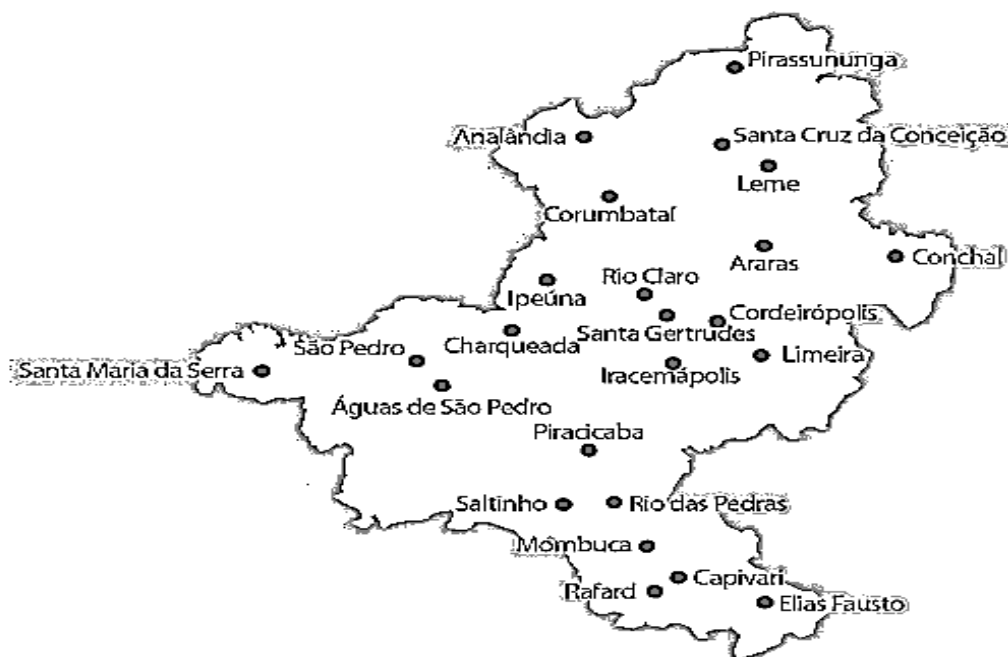 Pirassununga
Analândia
Santa Cruz da Conceição
Leme
Corumbataí
Araras
Conchal
Rio Claro
Ipeúna
Cordeirópolis
Santa Gertrudes
Charqueada
São Pedro
Limeira
Santa Maria da Serra
Iracemápolis
Águas de São Pedro
Piracicaba
Saltinho
Rio das Pedras
Mombuca
Capivari
Rafard
Elias Fausto